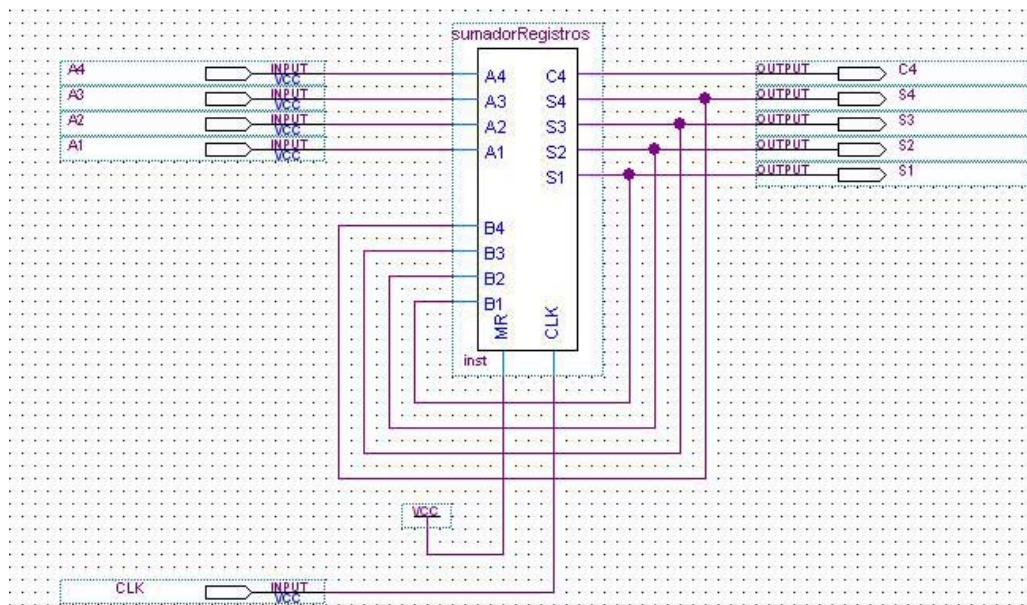 sumadorRegistros
A4 INPUT VCC
A3 INPUT VCC
A2 INPUT VCC
A1 INPUT VCC
A4 C4
A3 S4
A2 S3
A1 S2
S1
B4
B3
B2
B1
MR CLK
inst
OUTPUT C4
OUTPUT S4
OUTPUT S3
OUTPUT S2
OUTPUT S1
VCC
CLK INPUT VCC